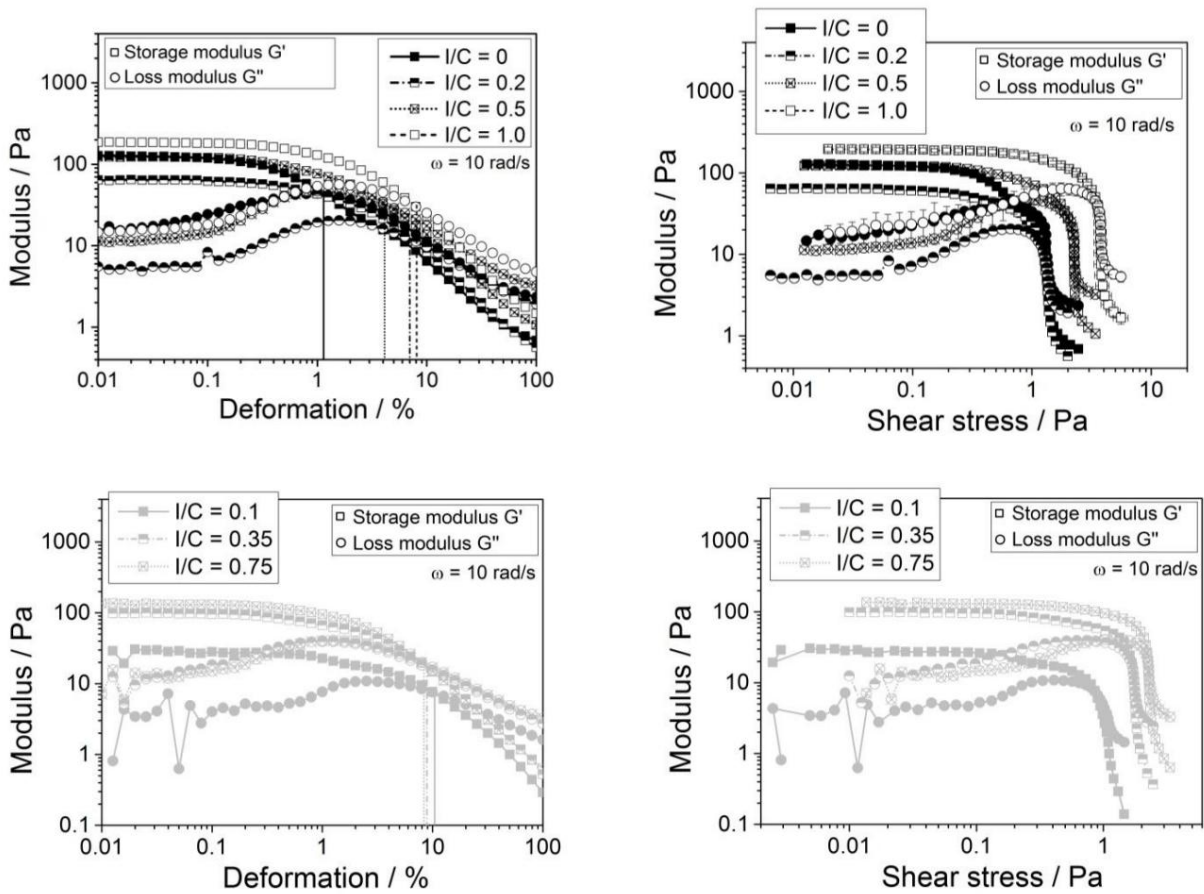 Storage modulus G'
Loss modulus G"
I/C = 0
I/C = 0.2
I/C = 0.5
I/C = 1.0
ω = 10 rad/s
1000
100
10
1
Modulus / Pa
0.01
0.1
1
10
100
Deformation / %
I/C = 0
I/C = 0.2
I/C = 0.5
I/C = 1.0
Storage modulus G'
Loss modulus G"
ω = 10 rad/s
1000
100
10
1
Modulus / Pa
0.01
0.1
1
10
Shear stress / Pa
I/C = 0.1
I/C = 0.35
I/C = 0.75
Storage modulus G'
Loss modulus G"
ω = 10 rad/s
1000
100
10
1
0.1
Modulus / Pa
0.01
0.1
1
10
100
Deformation / %
I/C = 0.1
I/C = 0.35
I/C = 0.75
Storage modulus G'
Loss modulus G"
ω = 10 rad/s
1000
100
10
1
0.1
Modulus / Pa
0.01
0.1
1
Shear stress / Pa